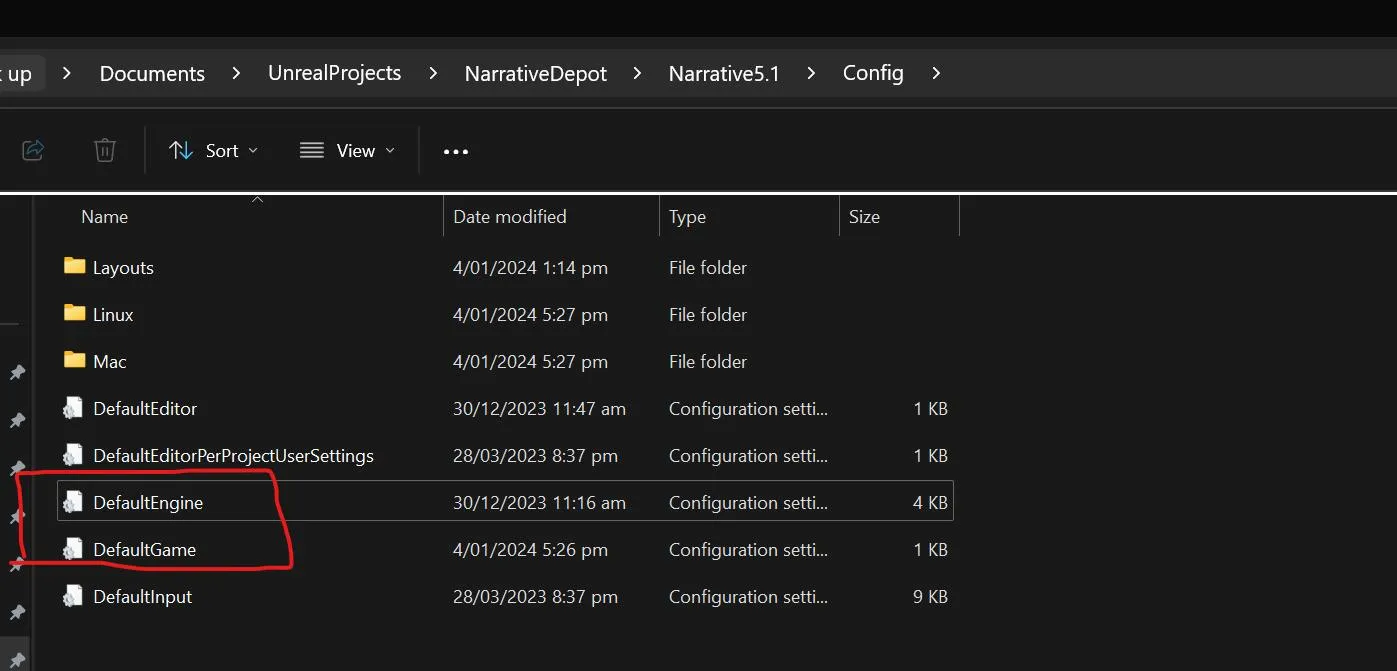 up > Documents > UnrealProjects > NarrativeDepot > Narrative5.1 > Config >
Sort View ...
Name Date modified Type Size
Layouts 4/01/2024 1:14 pm File folder
Linux 4/01/2024 5:27 pm File folder
Mac 4/01/2024 5:27 pm File folder
DefaultEditor 30/12/2023 11:47 am Configuration setti... 1 KB
DefaultEditorPerProjectUserSettings 28/03/2023 8:37 pm Configuration setti... 1 KB
DefaultEngine 30/12/2023 11:16 am Configuration setti... 4 KB
DefaultGame 4/01/2024 5:26 pm Configuration setti... 1 KB
DefaultInput 28/03/2023 8:37 pm Configuration setti... 9 KB